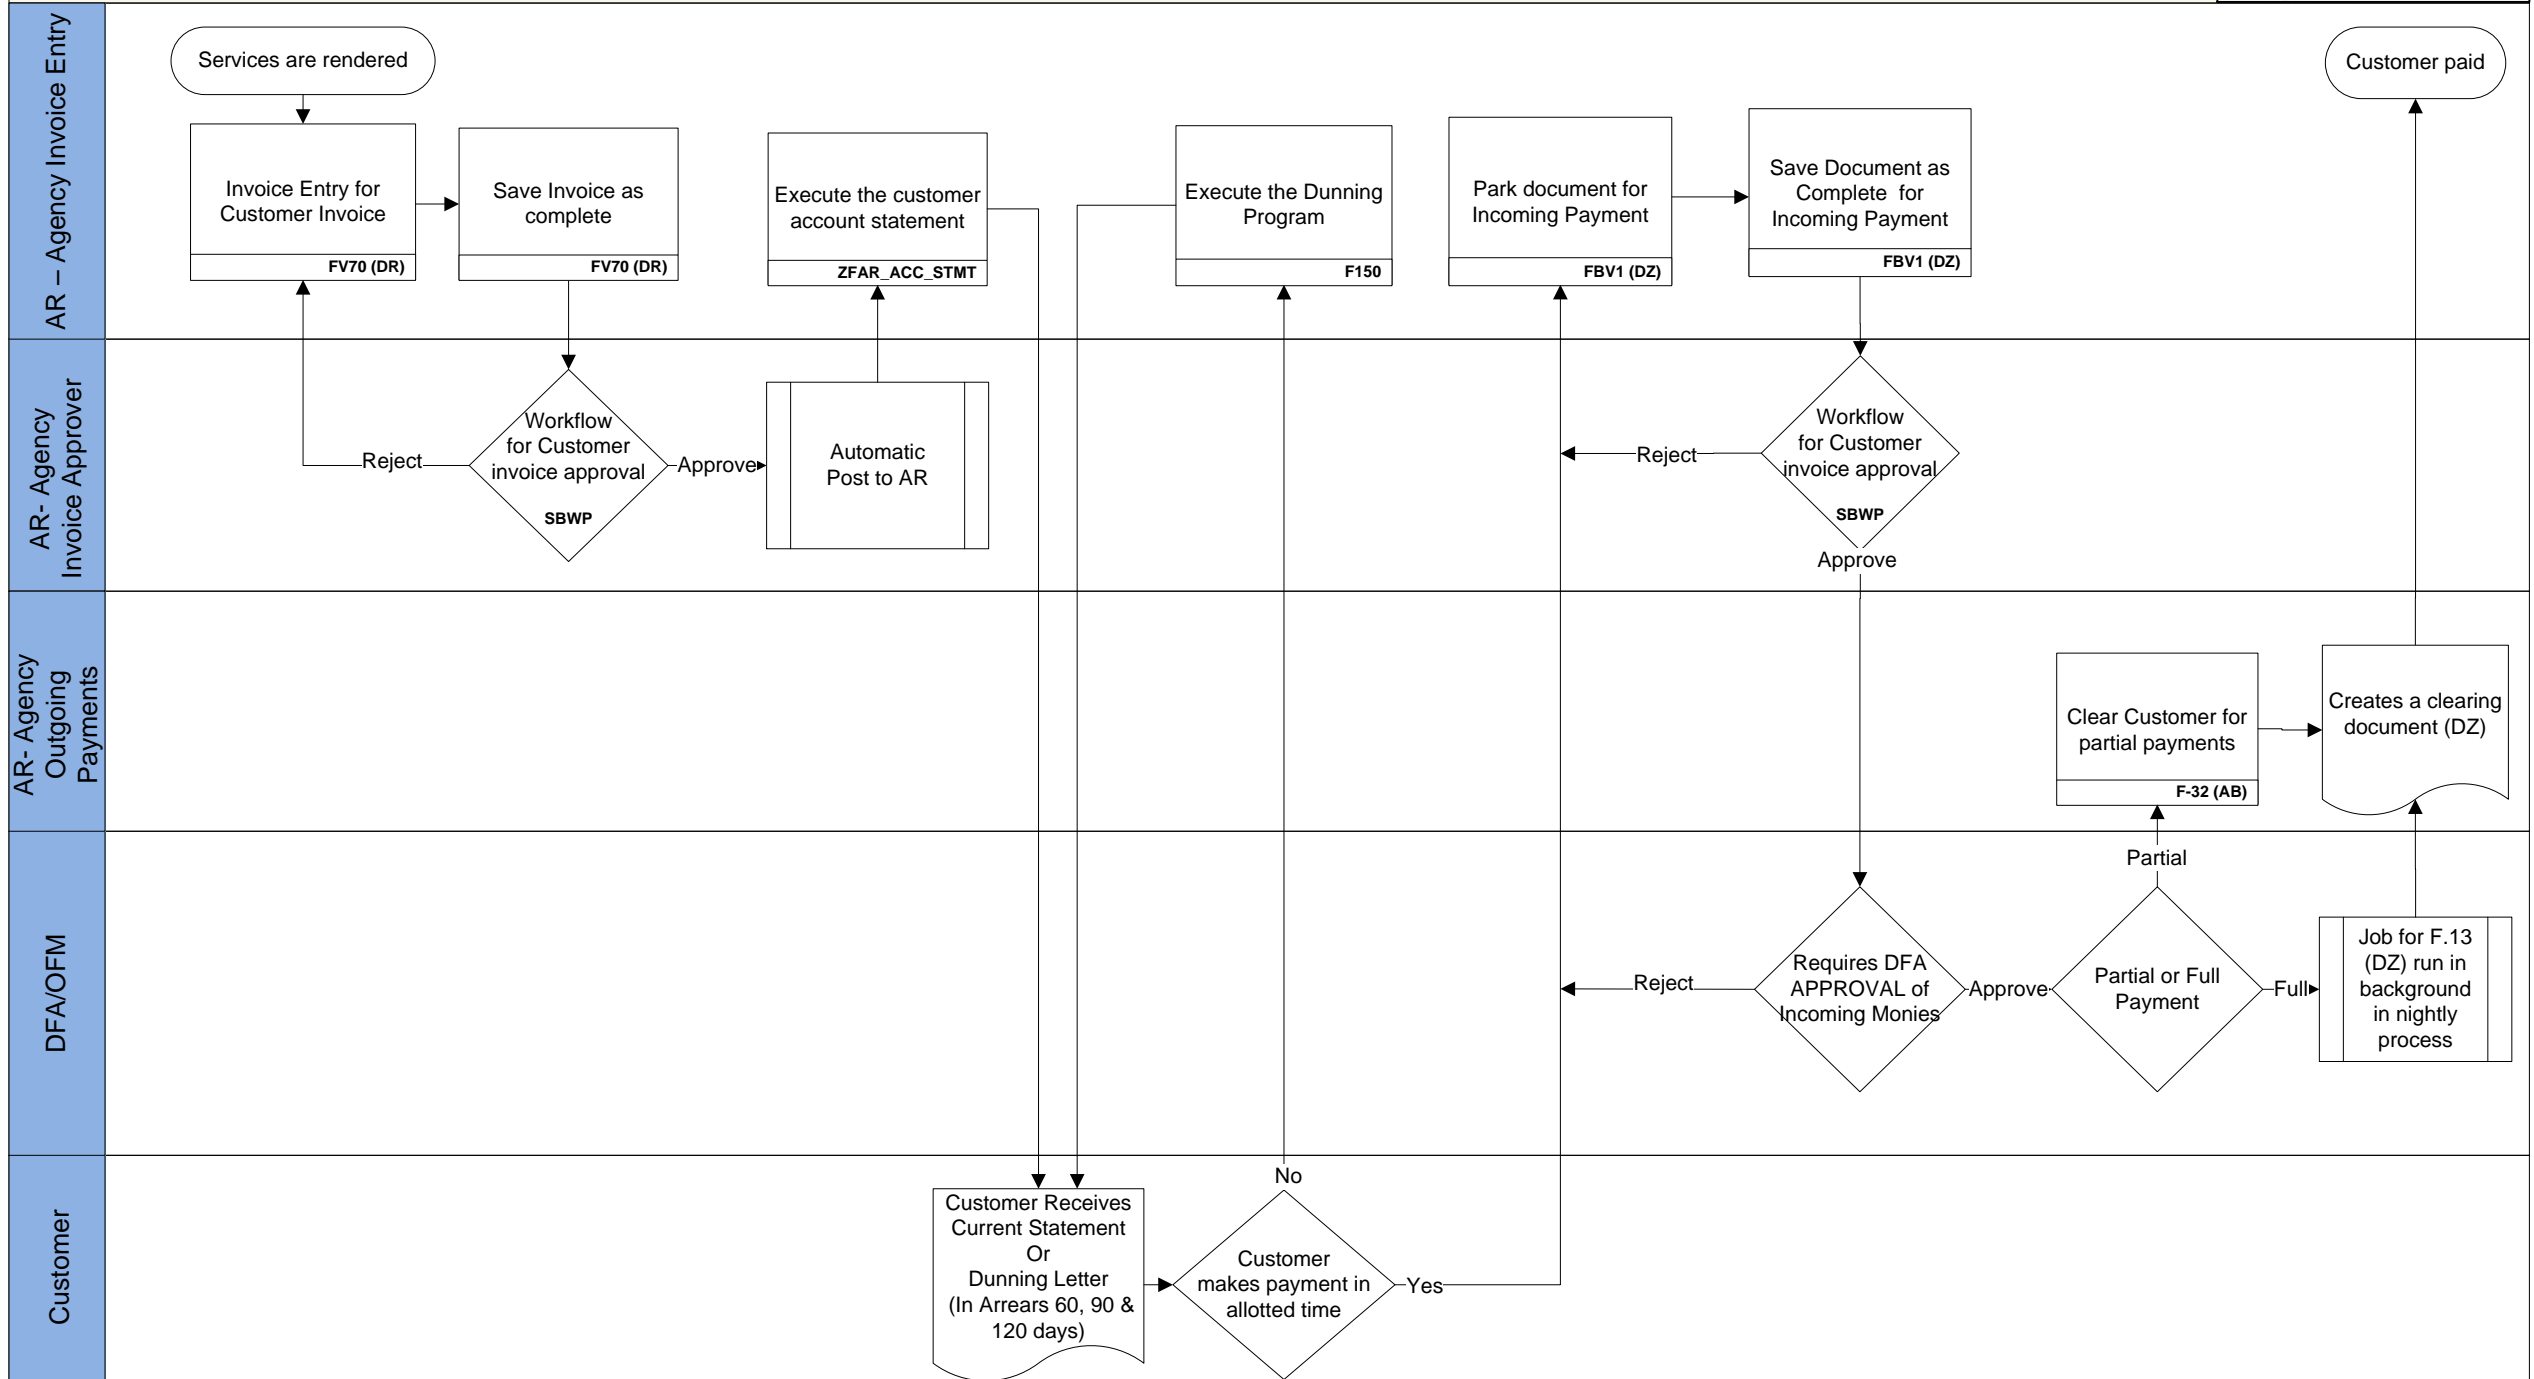 AR – Agency Invoice Entry
Services are rendered
Invoice Entry for
Customer Invoice
FV70 (DR)
Save Invoice as
complete
FV70 (DR)
Execute the customer
account statement
ZFAR_ACC_STMT
Execute the Dunning
Program
F150
Park document for
Incoming Payment
FBV1 (DZ)
Save Document as
Complete for
Incoming Payment
FBV1 (DZ)
Customer paid
AR- Agency
Invoice Approver
Reject
Workflow
for Customer
invoice approval
SBWP
Approve
Automatic
Post to AR
Reject
Workflow
for Customer
invoice approval
SBWP
Approve
AR- Agency
Outgoing
Payments
Clear Customer for
partial payments
F-32 (AB)
Creates a clearing
document (DZ)
DFA/OFM
Reject
Requires DFA
APPROVAL of
Incoming Monies
Approve
Partial
Partial or Full
Payment
Full
Job for F.13
(DZ) run in
background
in nightly
process
Customer
Customer Receives
Current Statement
Or
Dunning Letter
(In Arrears 60, 90 &
120 days)
No
Customer
makes payment in
allotted time
Yes